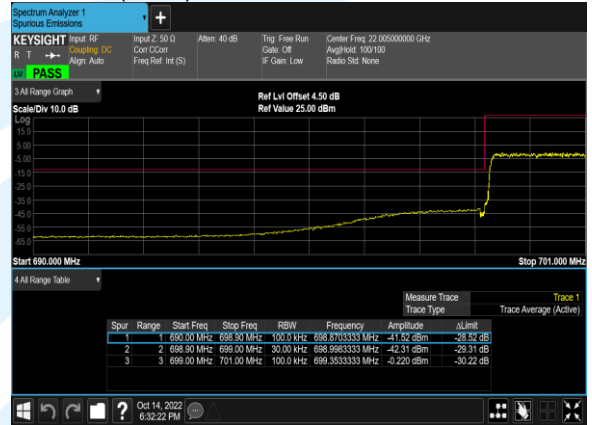 Spectrum Analyzer 1
Spurious Emissions
KEYSIGHT Input: RF Input Z: 50 Ω Atten: 40 dB Trig: Free Run Center Freq: 22.005000000 GHz
R T Coupling: DC Corr CCorr Gate: Off Avg|Hold: 100/100
Align: Auto Freq Ref: Int (S) IF Gain: Low Radio Std: None
PASS
3 All Range Graph
Ref Lvl Offset 4.50 dB
Scale/Div 10.0 dB Ref Value 25.00 dBm
Log
15.0
5.00
-5.00
-15.0
-25.0
-35.0
-45.0
-55.0
-65.0
Start 690.000 MHz Stop 701.000 MHz
4 All Range Table
Measure Trace Trace 1
Trace Type Trace Average (Active)
Spur Range Start Freq Stop Freq RBW Frequency Amplitude ΔLimit
1 1 690.00 MHz 698.90 MHz 100.0 kHz 698.8703333 MHz -41.52 dBm -28.52 dB
2 2 698.90 MHz 699.00 MHz 30.00 kHz 698.9983333 MHz -42.31 dBm -29.31 dB
3 3 699.00 MHz 701.00 MHz 100.0 kHz 699.3533333 MHz -0.220 dBm -30.22 dB
? Oct 14, 2022
6:32:22 PM